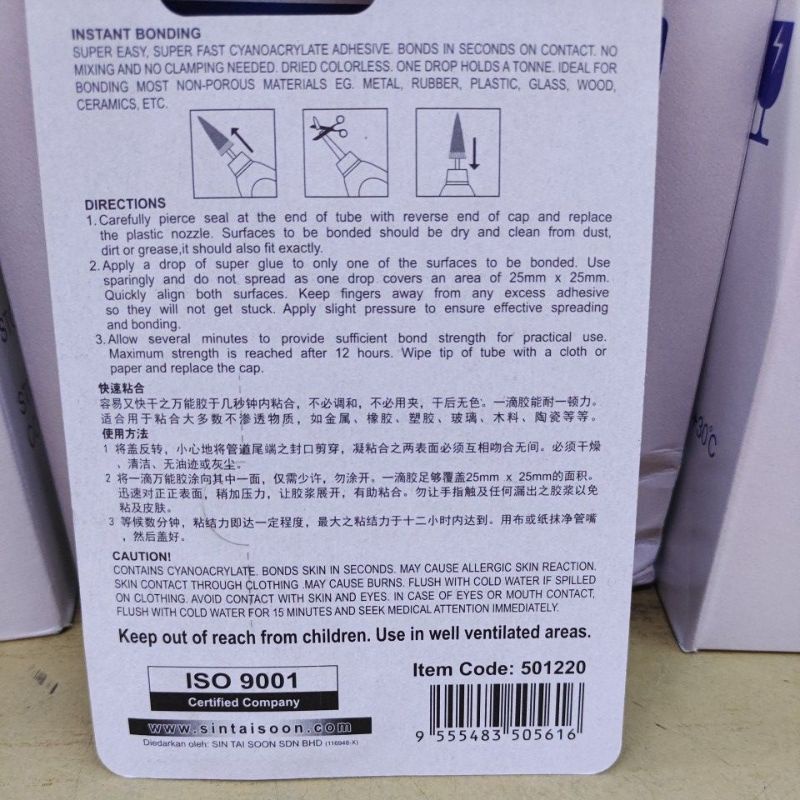 INSTANT BONDING
SUPER EASY, SUPER FAST CYANOACRYLATE ADHESIVE. BONDS IN SECONDS ON CONTACT. NO
MIXING AND NO CLAMPING NEEDED. DRIED COLORLESS. ONE DROP HOLDS A TONNE. IDEAL FOR
BONDING MOST NON-POROUS MATERIALS EG. METAL, RUBBER, PLASTIC, GLASS, WOOD,
CERAMICS, ETC.
DIRECTIONS
1. Carefully pierce seal at the end of tube with reverse end of cap and replace
the plastic nozzle. Surfaces to be bonded should be dry and clean from dust,
dirt or grease,it should also fit exactly.
2. Apply a drop of super glue to only one of the surfaces to be bonded. Use
sparingly and do not spread as one drop covers an area of 25mm x 25mm.
Quickly align both surfaces. Keep fingers away from any excess adhesive
so they will not get stuck. Apply slight pressure to ensure effective spreading
and bonding.
3. Allow several minutes to provide sufficient bond strength for practical use.
Maximum strength is reached after 12 hours. Wipe tip of tube with a cloth or
paper and replace the cap.
快速粘合
容易又快干之万能胶于几秒钟内粘合，不必调和，不必用夹，干后无色。一滴胶能耐一顿力。
适合用于粘合大多数不渗透物质，如金属、橡胶、塑胶、玻璃、木料、陶瓷等等。
使用方法
1 将盖反转，小心地将管道尾端之封口剪穿，凝粘合之两表面必须互相吻合无间。必须干燥
、清洁、无油迹或灰尘。
2 将一滴万能胶涂向其中一面，仅需少许，勿涂开。一滴胶足够覆盖25mm x 25mm的面积。
迅速对正正表面，稍加压力，让胶浆展开，有助粘合。勿让手指触及任何漏出之胶浆以免
粘及皮肤。
3 等候数分钟，粘结力即达一定程度，最大之粘结力于十二小时内达到。用布或纸抹净管嘴
，然后盖好。
CAUTION!
CONTAINS CYANOACRYLATE. BONDS SKIN IN SECONDS. MAY CAUSE ALLERGIC SKIN REACTION.
SKIN CONTACT THROUGH CLOTHING .MAY CAUSE BURNS. FLUSH WITH COLD WATER IF SPILLED
ON CLOTHING. AVOID CONTACT WITH SKIN AND EYES. IN CASE OF EYES OR MOUTH CONTACT,
FLUSH WITH COLD WATER FOR 15 MINUTES AND SEEK MEDICAL ATTENTION IMMEDIATELY.
Keep out of reach from children. Use in well ventilated areas.
ISO 9001
Certified Company
www.sintaisoon.com
Diedarkan oleh: SIN TAI SOON SDN BHD (116948-X)
Item Code: 501220
9 555483 505616
30°C